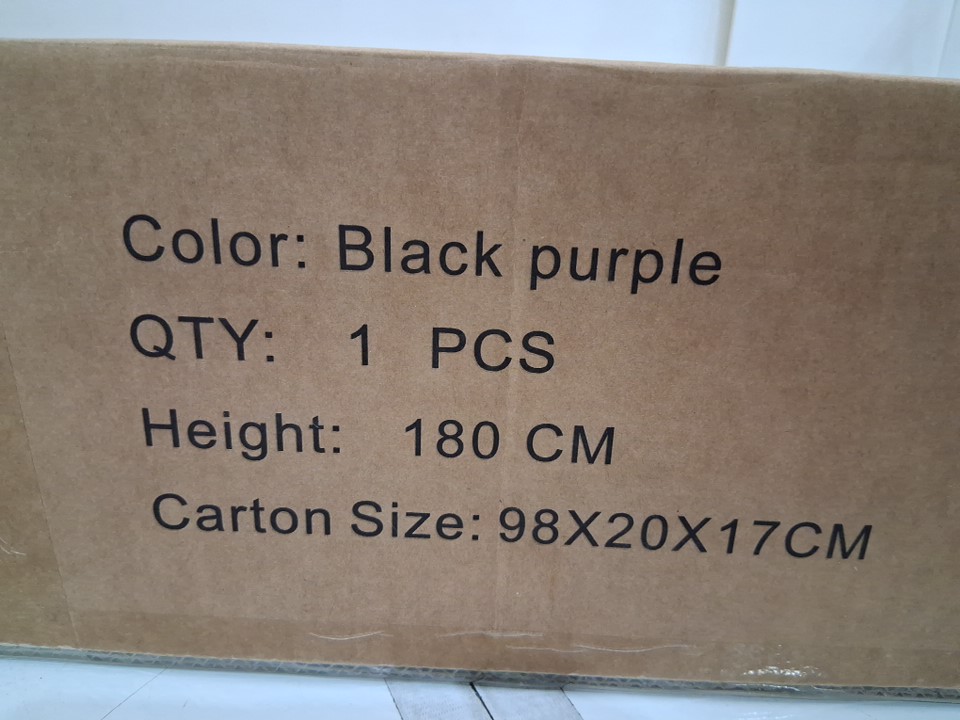 Color: Black purple
QTY: 1 PCS
Height: 180 CM
Carton Size: 98X20X17CM